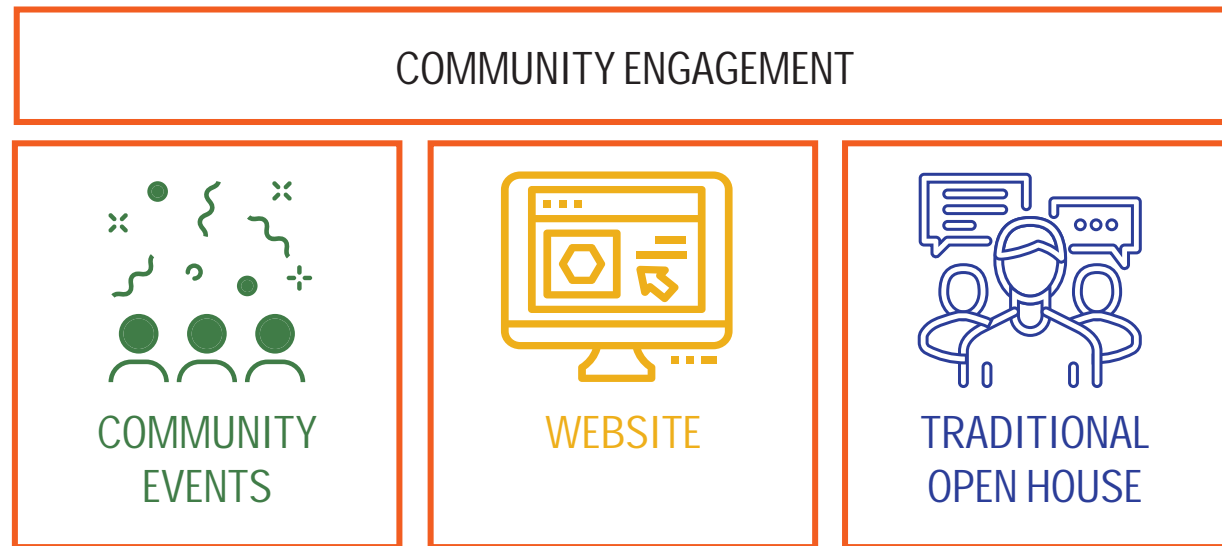 COMMUNITY ENGAGEMENT
COMMUNITY
EVENTS
WEBSITE
TRADITIONAL
OPEN HOUSE